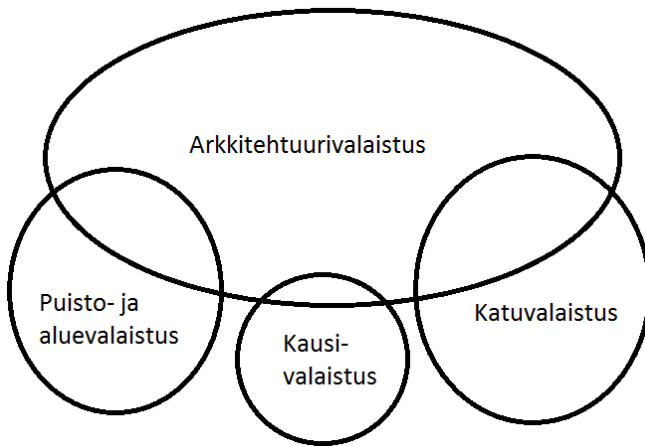 Arkkitehtuurivalaistus
Puisto- ja
aluevalaistus
Kausi-
valaistus
Katuvalaistus